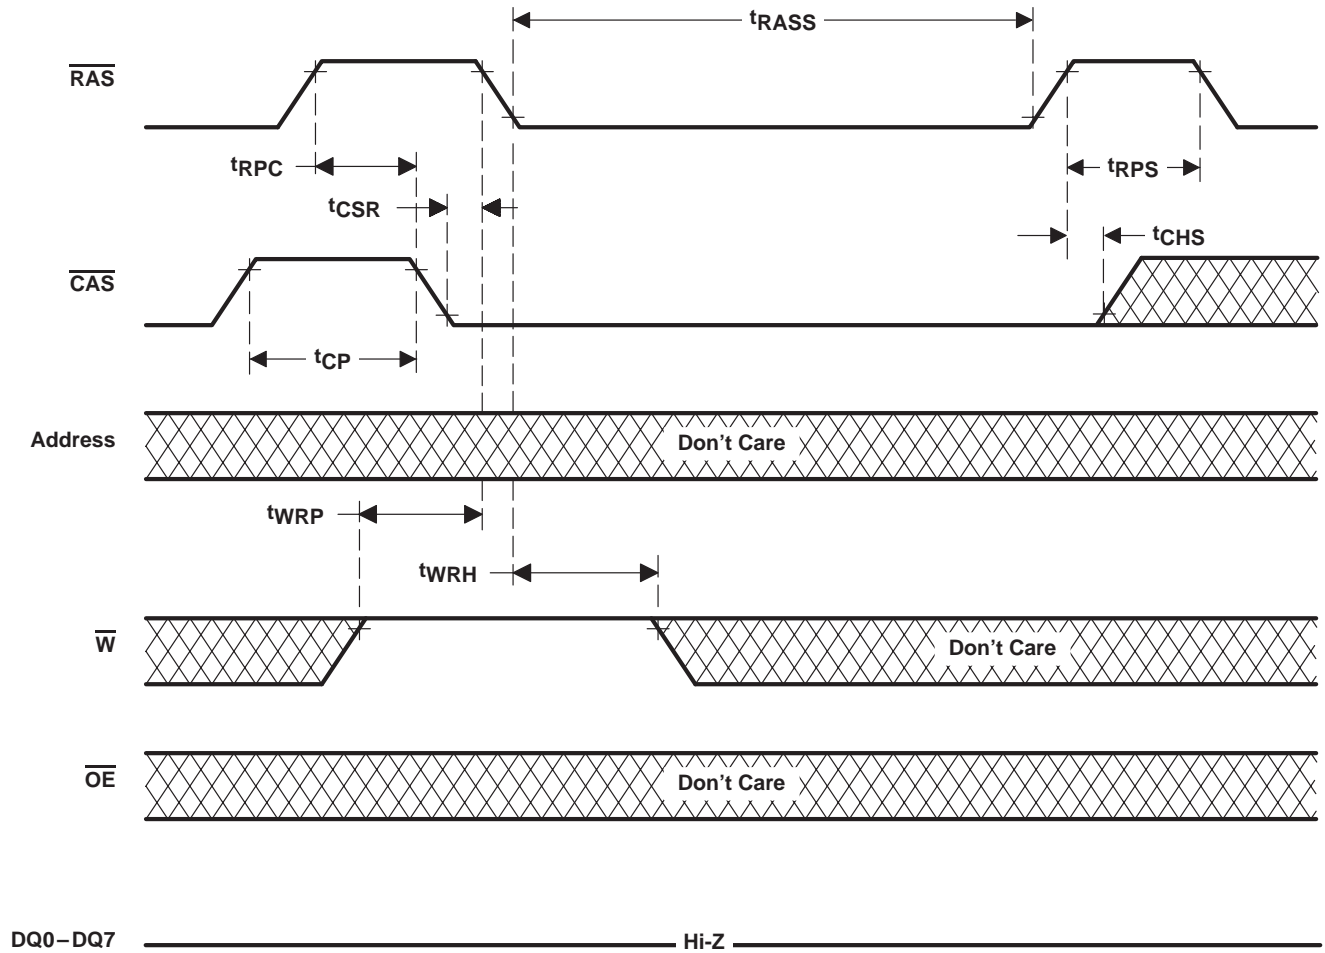 tRASS
RAS
tRPC
tRPS
tCSR
tCHS
CAS
tCP
Address
Don't Care
tWRP
tWRH
W
Don't Care
OE
Don't Care
DQ0–DQ7
Hi-Z